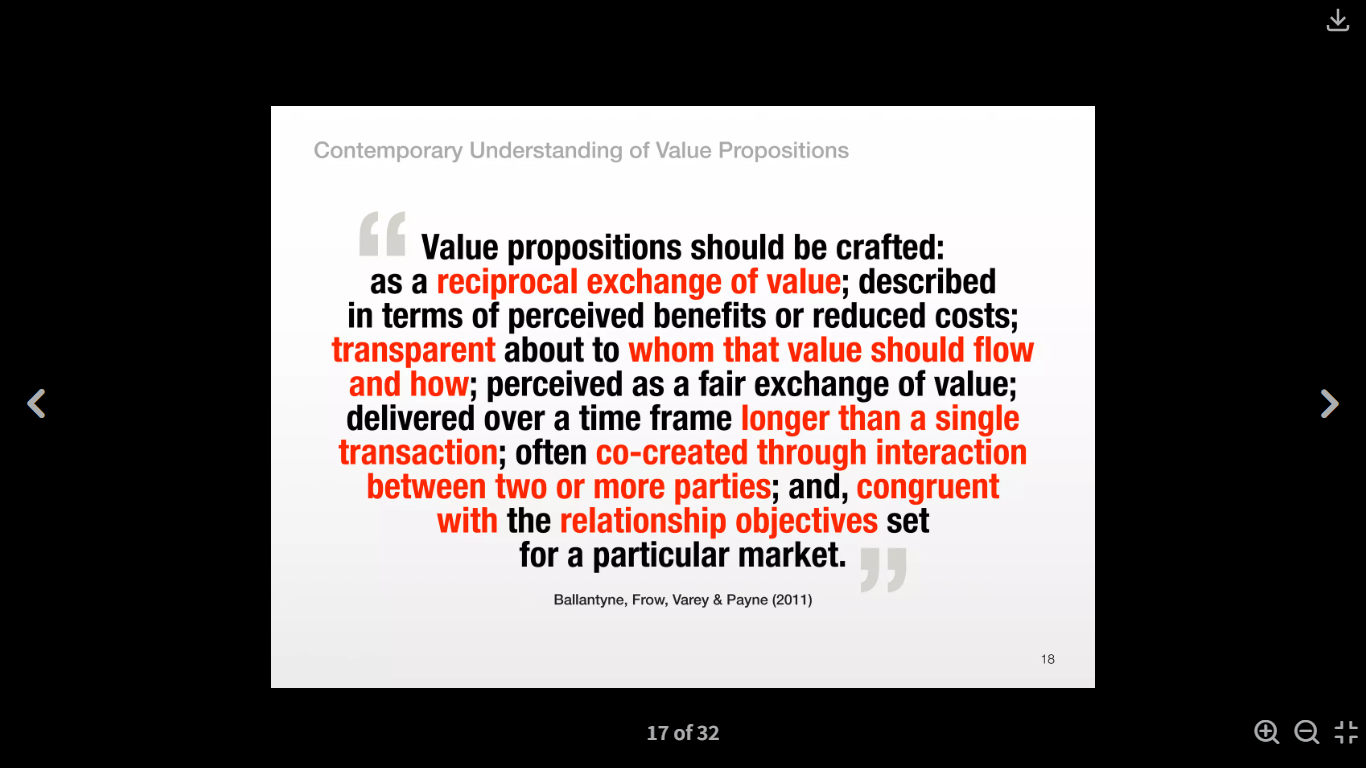 Contemporary Understanding of Value Propositions
“ Value propositions should be crafted:
as a reciprocal exchange of value; described
in terms of perceived benefits or reduced costs;
transparent about to whom that value should flow
and how; perceived as a fair exchange of value;
delivered over a time frame longer than a single
transaction; often co-created through interaction
between two or more parties; and, congruent
with the relationship objectives set
for a particular market. ”
Ballantyne, Frow, Varey & Payne (2011)
18
17 of 32